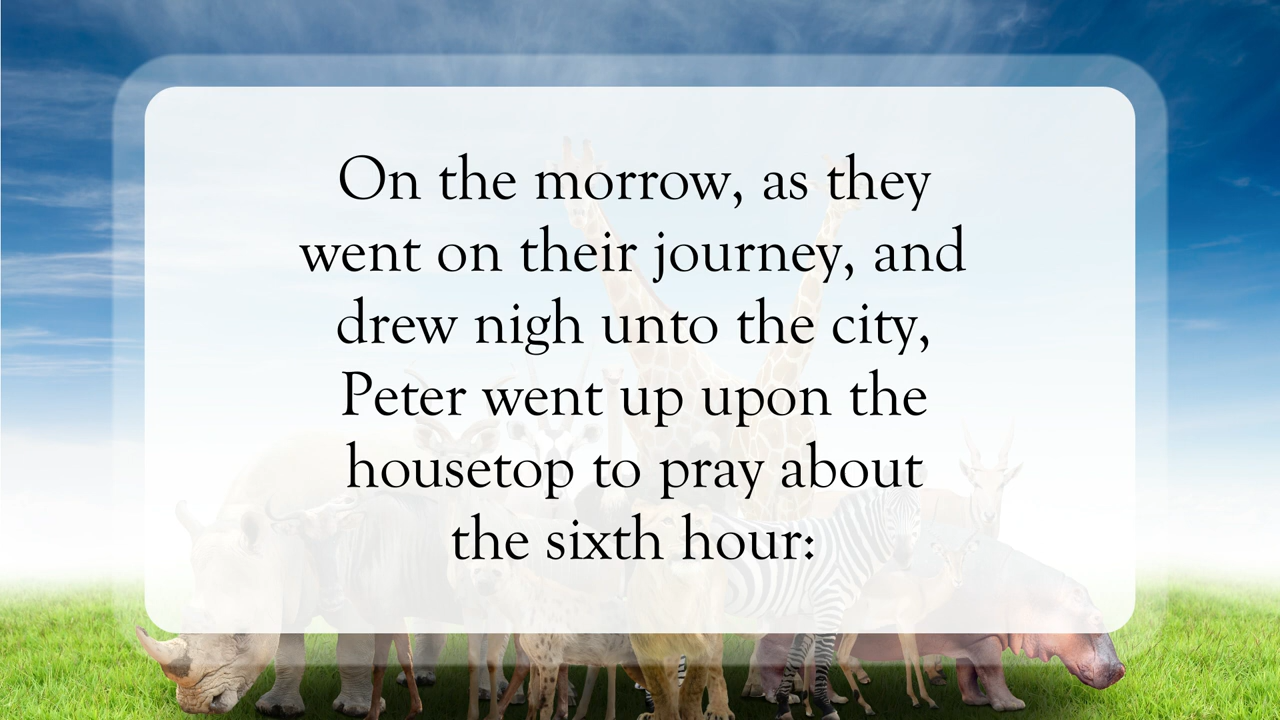 On the morrow, as they
went on their journey, and
drew nigh unto the city,
Peter went up upon the
housetop to pray about
the sixth hour: